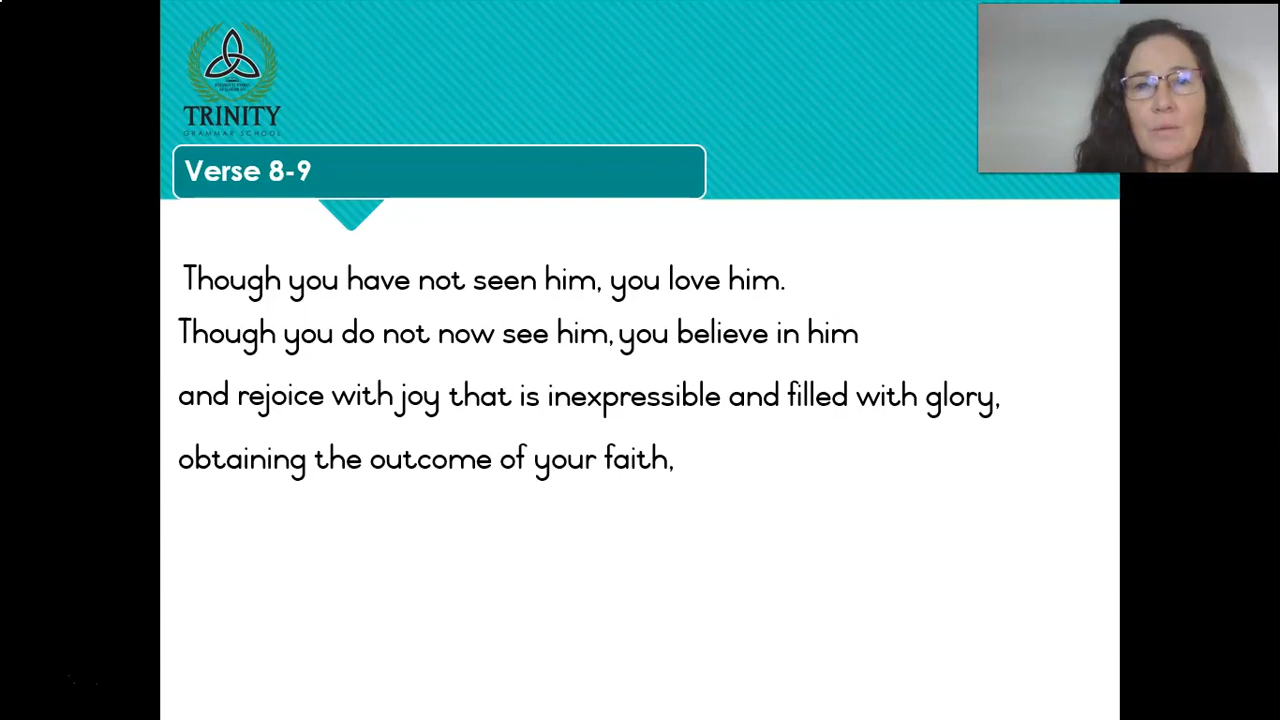 TRINITY
GRAMMAR SCHOOL
Verse 8-9
Though you have not seen him, you love him.
Though you do not now see him, you believe in him
and rejoice with joy that is inexpressible and filled with glory,
obtaining the outcome of your faith,